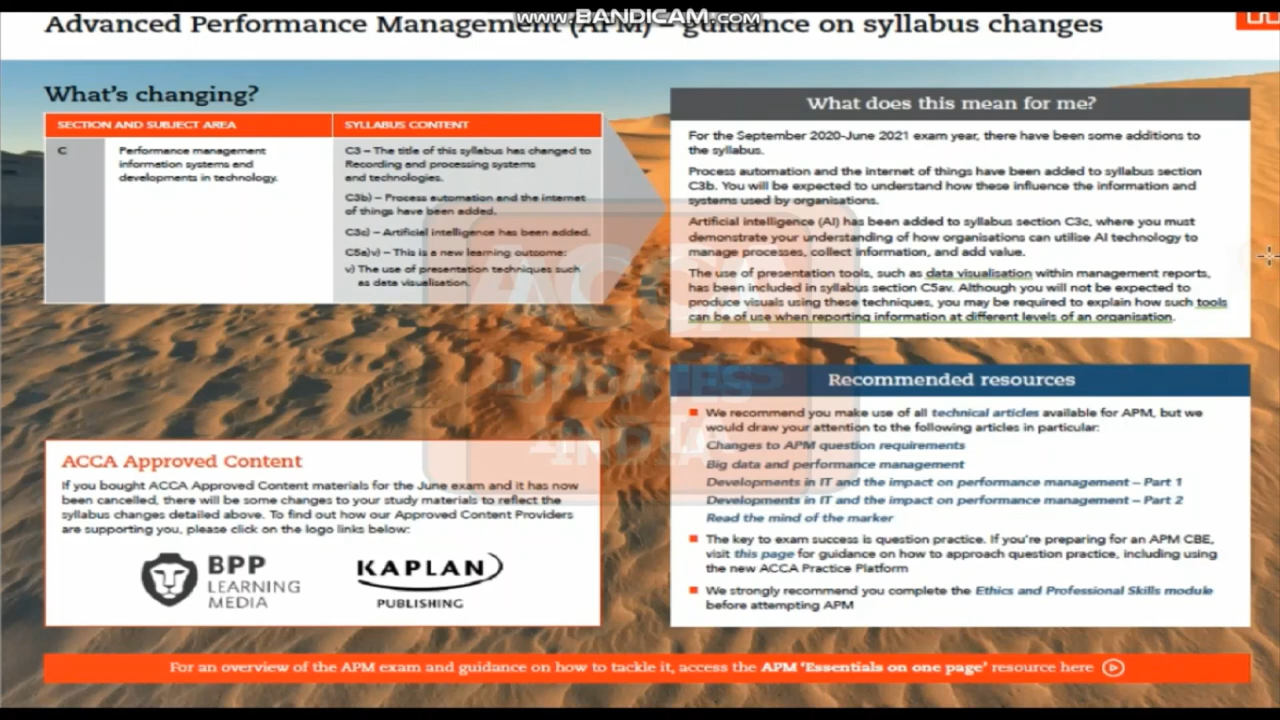 www.BANDICAM.com
Advanced Performance Management (APM) – guidance on syllabus changes
What's changing?
SECTION AND SUBJECT AREA
SYLLABUS CONTENT
C
Performance management
information systems and
developments in technology.
C3 – The title of this syllabus has changed to
Recording and processing systems
and technologies.
C3b) – Process automation and the internet
of things have been added.
C3c) – Artificial intelligence has been added.
C5a)v) – This is a new learning outcome:
v) The use of presentation techniques such
as data visualisation.
What does this mean for me?
For the September 2020-June 2021 exam year, there have been some additions to
the syllabus.
Process automation and the internet of things have been added to syllabus section
C3b. You will be expected to understand how these influence the information and
systems used by organisations.
Artificial intelligence (AI) has been added to syllabus section C3c, where you must
demonstrate your understanding of how organisations can utilise AI technology to
manage processes, collect information, and add value.
The use of presentation tools, such as data visualisation within management reports,
has been included in syllabus section C5av. Although you will not be expected to
produce visuals using these techniques, you may be required to explain how such tools
can be of use when reporting information at different levels of an organisation.
ACCA
UPDATES
INDIA
ACCA Approved Content
If you bought ACCA Approved Content materials for the June exam and it has now
been cancelled, there will be some changes to your study materials to reflect the
syllabus changes detailed above. To find out how our Approved Content Providers
are supporting you, please click on the logo links below:
BPP
LEARNING
MEDIA
KAPLAN
PUBLISHING
Recommended resources
We recommend you make use of all technical articles available for APM, but we
would draw your attention to the following articles in particular:
Changes to APM question requirements
Big data and performance management
Developments in IT and the impact on performance management – Part 1
Developments in IT and the impact on performance management – Part 2
Read the mind of the marker
The key to exam success is question practice. If you're preparing for an APM CBE,
visit this page for guidance on how to approach question practice, including using
the new ACCA Practice Platform
We strongly recommend you complete the Ethics and Professional Skills module
before attempting APM
For an overview of the APM exam and guidance on how to tackle it, access the APM 'Essentials on one page' resource here